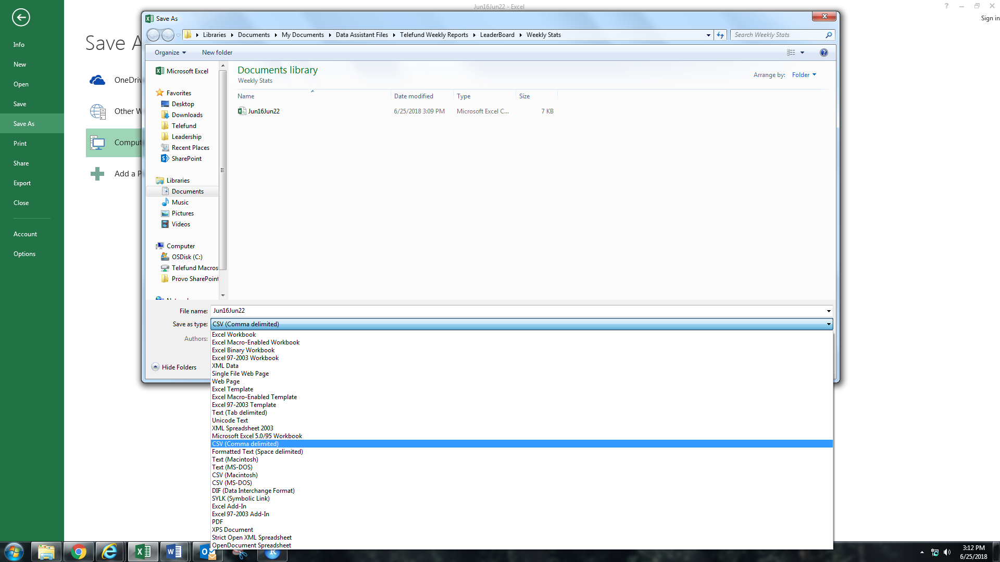 Jun16Jun22 - Excel
Sign in
Save As
Libraries Documents My Documents Data Assistant Files Telefund Weekly Reports LeaderBoard Weekly Stats
Search Weekly Stats
Organize New folder
Info
New
Open
Save
Save As
Print
Share
Export
Close
Account
Options
Save A
OneDriv
Other W
Comput
Add a P
Microsoft Excel
Favorites
Desktop
Downloads
Telefund
Leadership
Recent Places
SharePoint
Libraries
Documents
Music
Pictures
Videos
Computer
OSDisk (C:)
Telefund Macros
Provo SharePoint
Documents library
Weekly Stats
Arrange by: Folder
Name Date modified Type Size
Jun16Jun22 6/25/2018 3:09 PM Microsoft Excel C... 7 KB
File name: Jun16Jun22
Save as type: CSV (Comma delimited)
Authors:
Hide Folders
Excel Workbook
Excel Macro-Enabled Workbook
Excel Binary Workbook
Excel 97-2003 Workbook
XML Data
Single File Web Page
Web Page
Excel Template
Excel Macro-Enabled Template
Excel 97-2003 Template
Text (Tab delimited)
Unicode Text
XML Spreadsheet 2003
Microsoft Excel 5.0/95 Workbook
CSV (Comma delimited)
Formatted Text (Space delimited)
Text (Macintosh)
Text (MS-DOS)
CSV (Macintosh)
CSV (MS-DOS)
DIF (Data Interchange Format)
SYLK (Symbolic Link)
Excel Add-In
Excel 97-2003 Add-In
PDF
XPS Document
Strict Open XML Spreadsheet
OpenDocument Spreadsheet
3:12 PM
6/25/2018